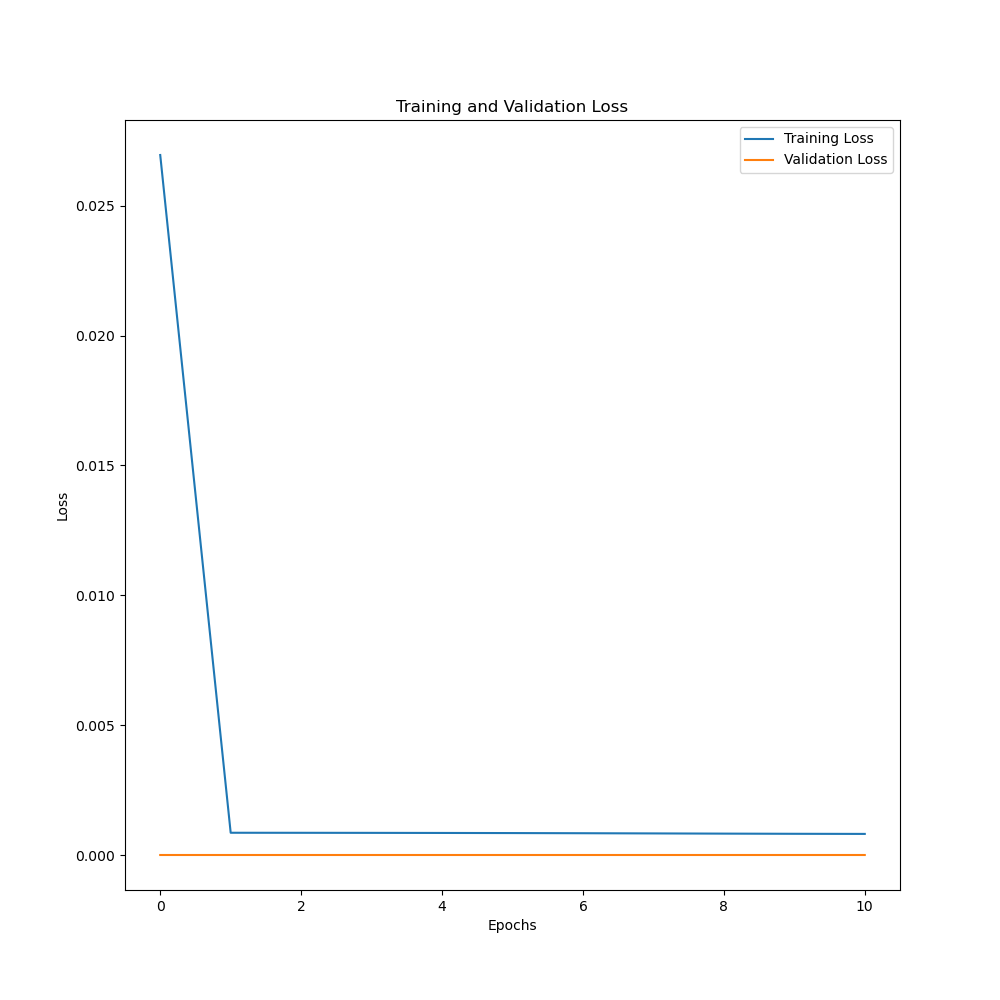 Training and Validation Loss
Training Loss
Validation Loss
0.025
0.020
0.015
0.010
0.005
0.000
Loss
0 2 4 6 8 10
Epochs